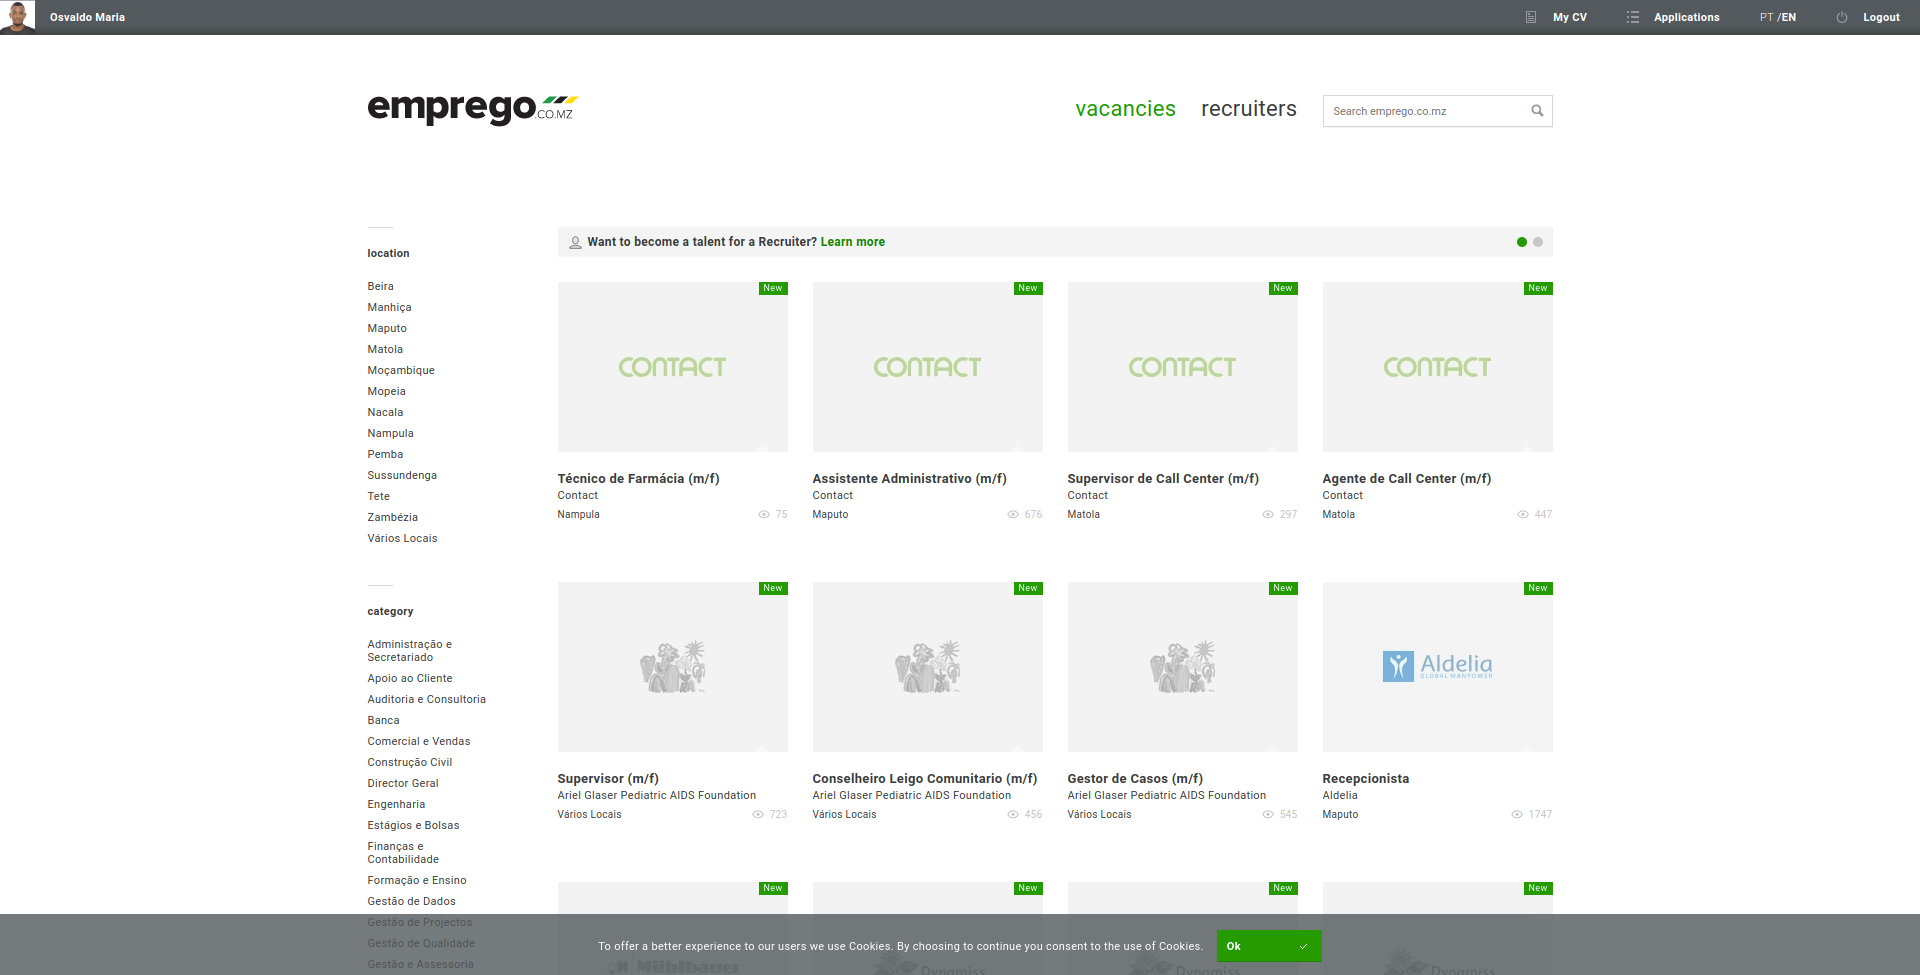 Osvaldo Maria
My CV
Applications
PT /EN
Logout
emprego
.CO.MZ
vacancies
recruiters
Search emprego.co.mz
location
Beira
Manhiça
Maputo
Matola
Moçambique
Mopeia
Nacala
Nampula
Pemba
Sussundenga
Tete
Zambézia
Vários Locais
category
Administração e
Secretariado
Apoio ao Cliente
Auditoria e Consultoria
Banca
Comercial e Vendas
Construção Civil
Director Geral
Engenharia
Estágios e Bolsas
Finanças e
Contabilidade
Formação e Ensino
Gestão de Dados
Gestão de Projectos
Gestão de Qualidade
Gestão e Assessoria
Want to become a talent for a Recruiter? Learn more
New
CONTACT
Técnico de Farmácia (m/f)
Contact
Nampula 75
New
CONTACT
Assistente Administrativo (m/f)
Contact
Maputo 676
New
CONTACT
Supervisor de Call Center (m/f)
Contact
Matola 297
New
CONTACT
Agente de Call Center (m/f)
Contact
Matola 447
New
Supervisor (m/f)
Ariel Glaser Pediatric AIDS Foundation
Vários Locais 723
New
Conselheiro Leigo Comunitario (m/f)
Ariel Glaser Pediatric AIDS Foundation
Vários Locais 456
New
Gestor de Casos (m/f)
Ariel Glaser Pediatric AIDS Foundation
Vários Locais 545
New
Aldelia
GLOBAL MANPOWER
Recepcionista
Aldelia
Maputo 1747
New
Mühlbauer
New
Dynamiss
New
Dynamiss
New
Dynamiss
To offer a better experience to our users we use Cookies. By choosing to continue you consent to the use of Cookies.
Ok